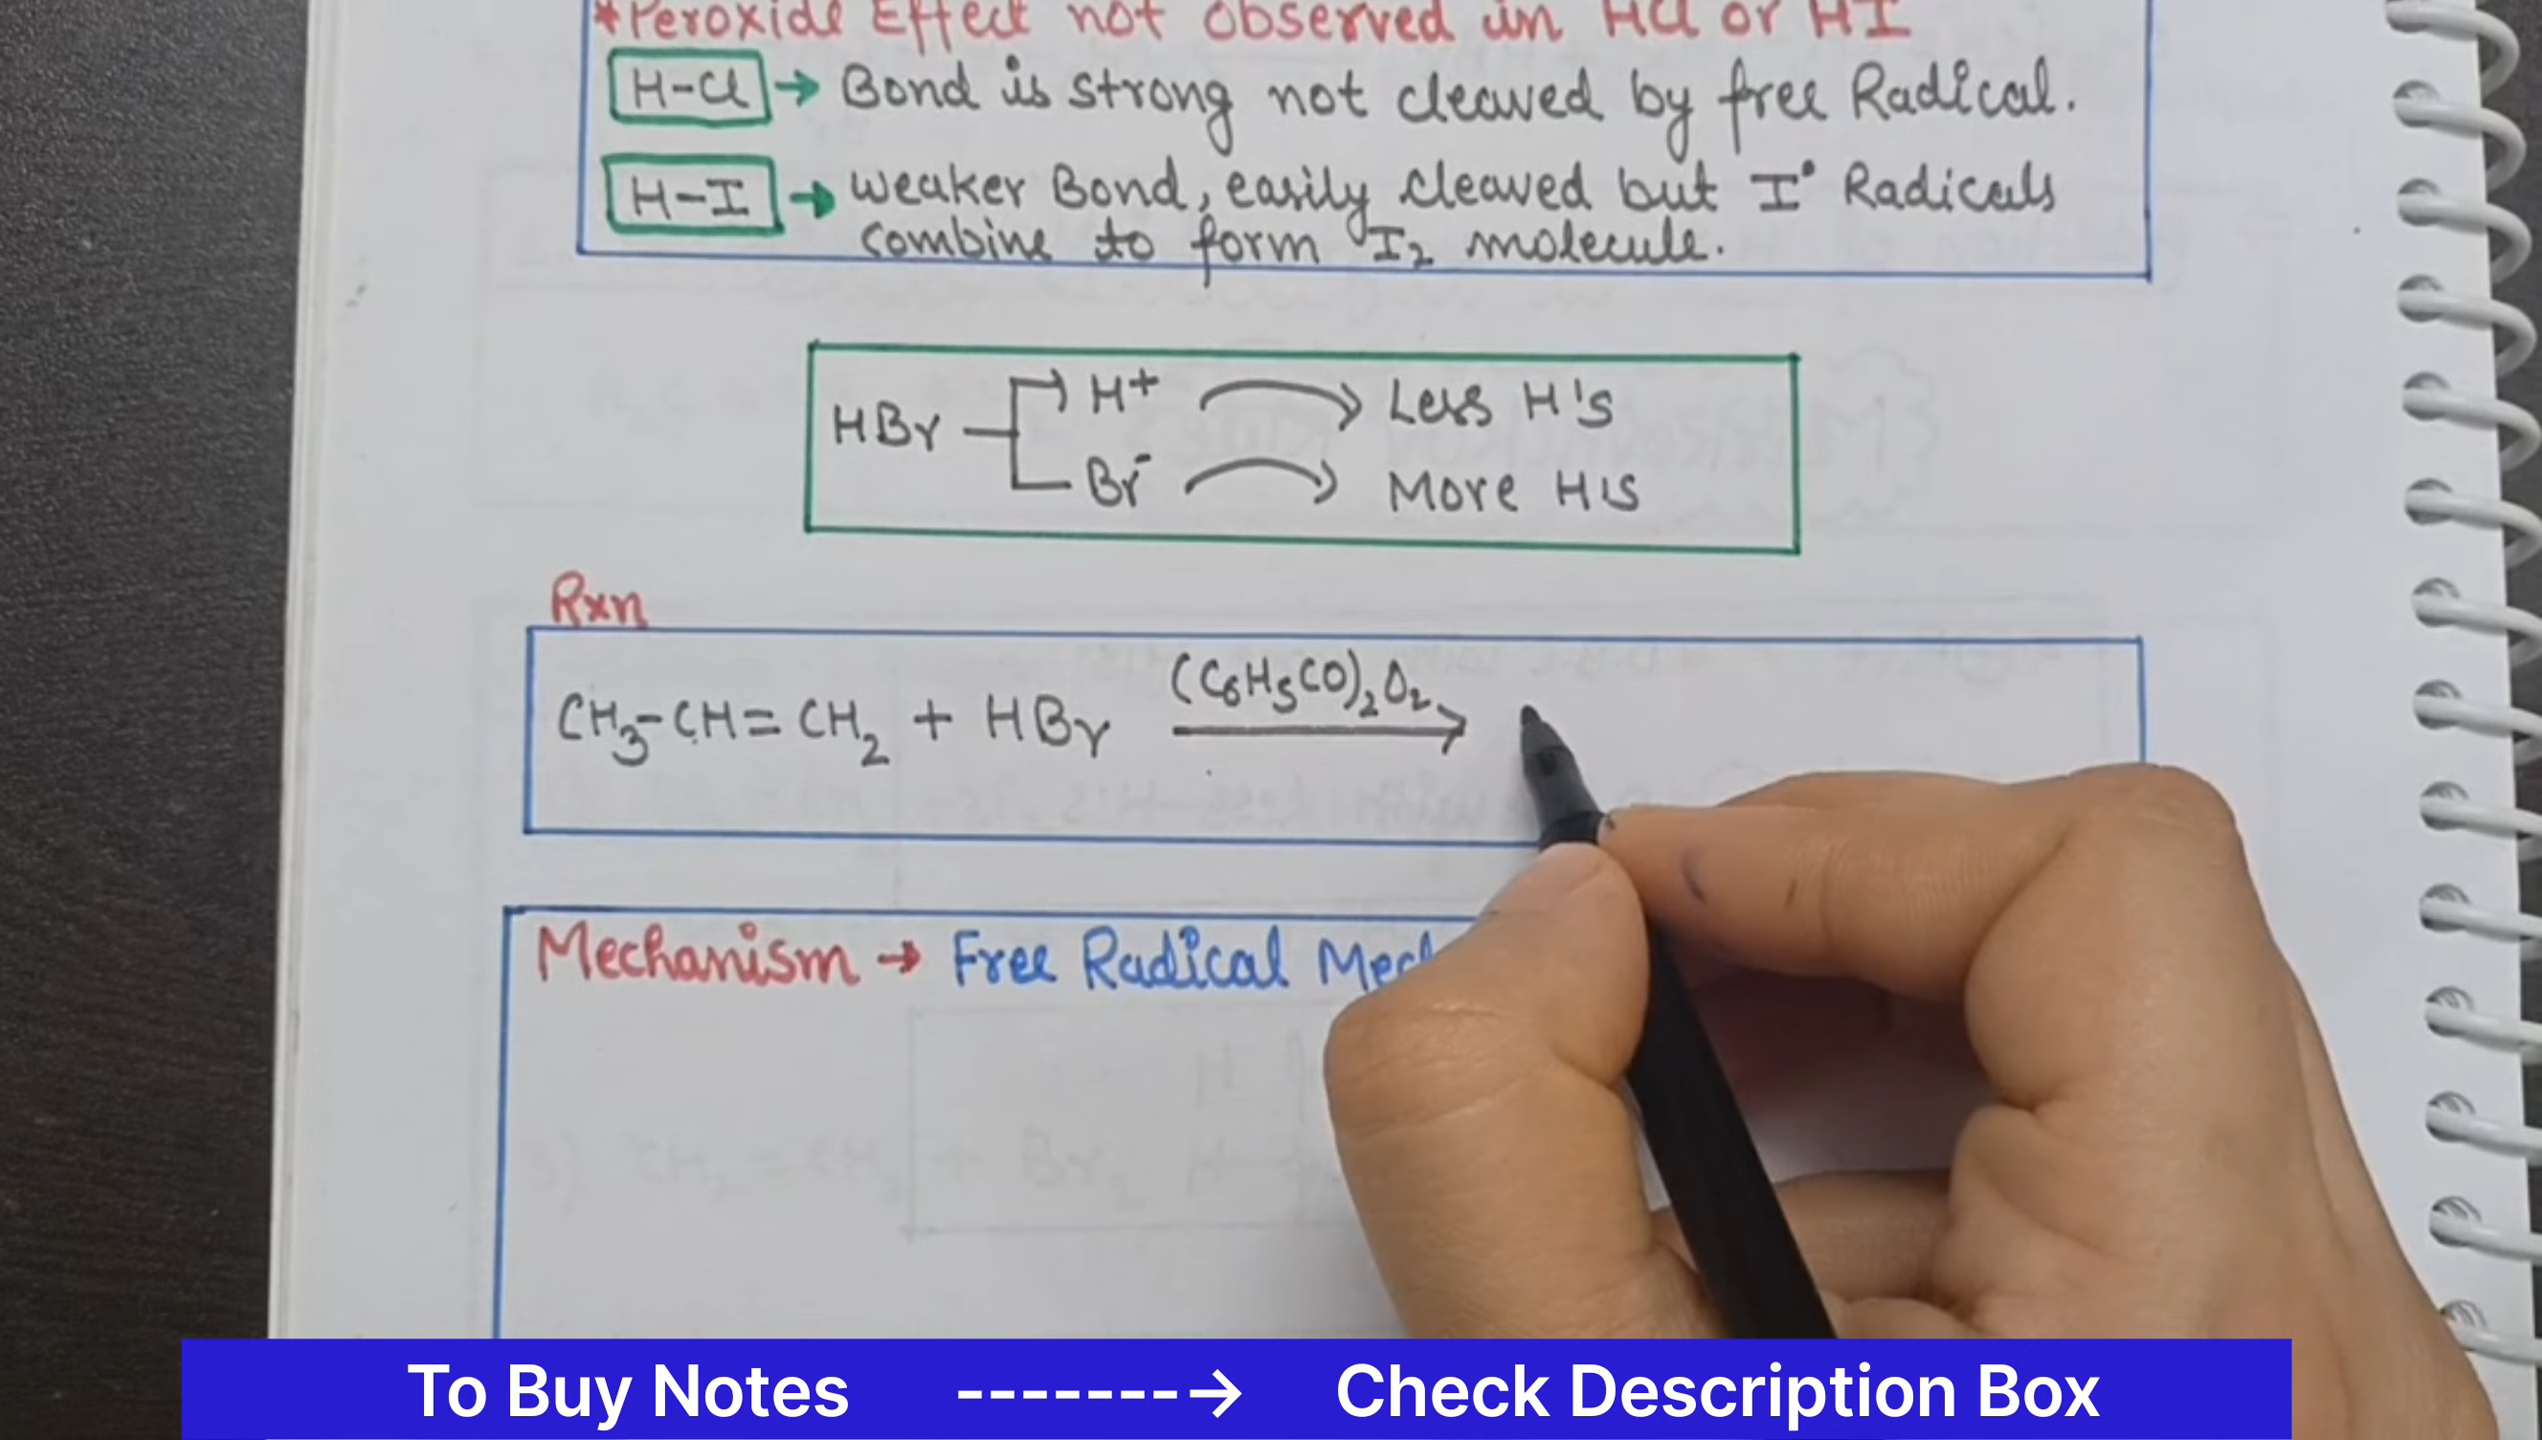 *Peroxide Effect not Observed in HCl or HI
H-Cl → Bond is strong not cleaved by free Radical.
H-I → weaker Bond, easily cleaved but I• Radicals
combine to form I₂ molecule.
HBr
H+ → Less H's
Br⁻ → More H's
Rxn
(C₆H₅CO)₂O₂
CH₃-CH=CH₂ + HBr →
Mechanism → Free Radical
To Buy Notes -------→ Check Description Box